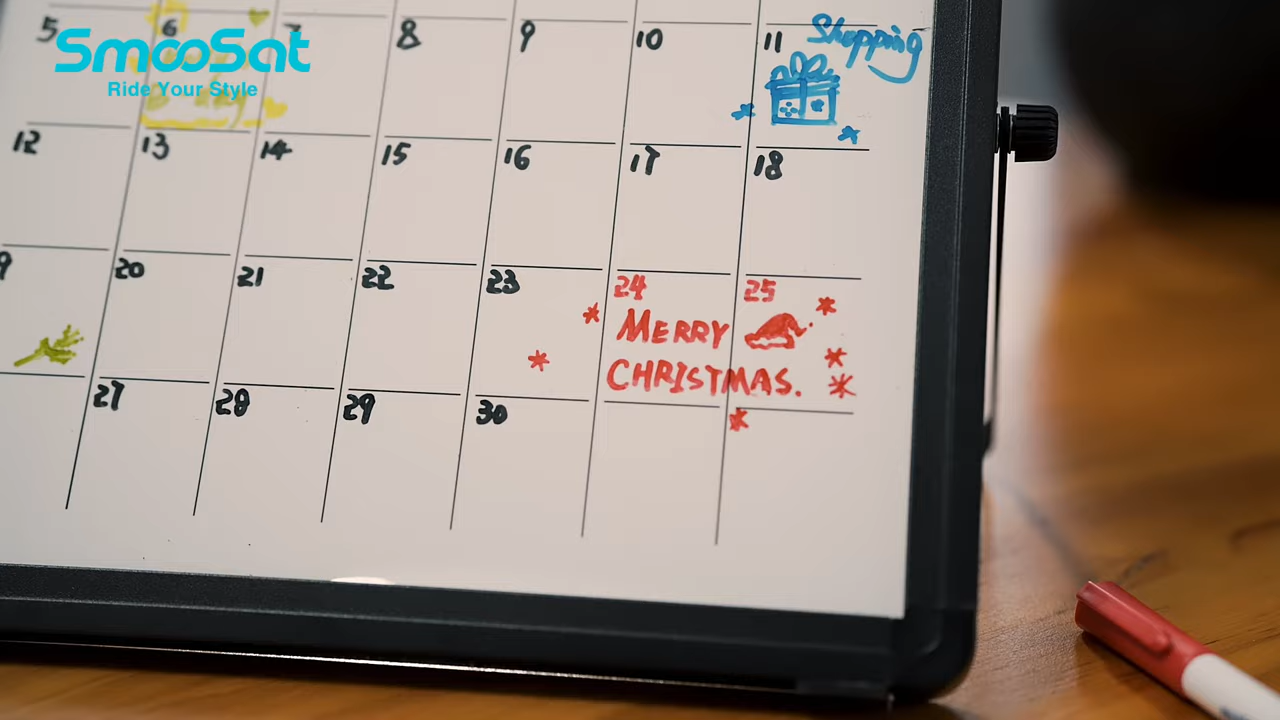 SmooSat
Ride Your Style
5 6 7 8 9 10 11 Shopping
12 13 14 15 16 17 18
20 21 22 23 24 25
MERRY
CHRISTMAS.
27 28 29 30